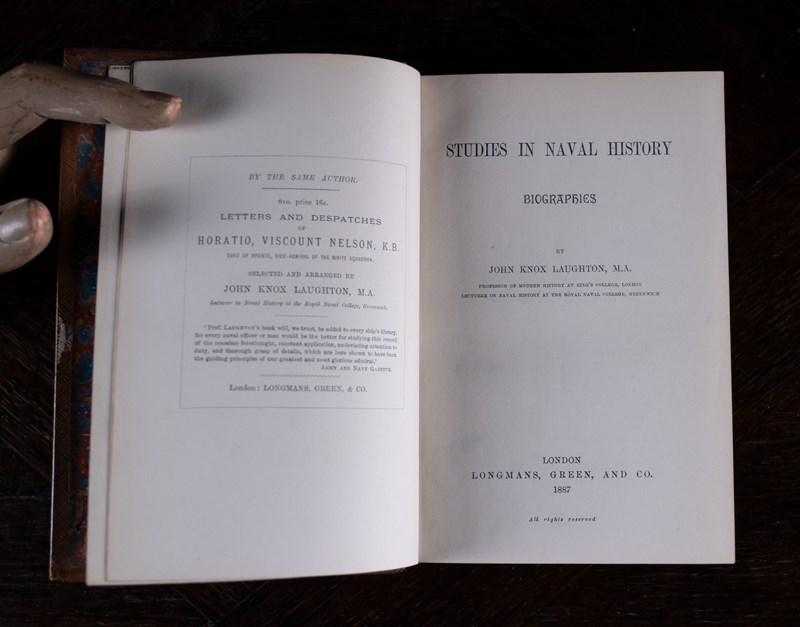 BY THE SAME AUTHOR.
8vo. price 16s.
LETTERS AND DESPATCHES
OF
HORATIO, VISCOUNT NELSON, K.B.
DUKE OF BRONTE, VICE-ADMIRAL OF THE WHITE SQUADRON.
SELECTED AND ARRANGED BY
JOHN KNOX LAUGHTON, M.A.
Lecturer in Naval History at the Royal Naval College, Greenwich.
'Prof. LAUGHTON's book will, we trust, be added to every ship's library,
for every naval officer or man would be the better for studying this record
of the ceaseless forethought, constant application, undeviating attention to
duty, and thorough grasp of details, which are here shown to have been
the guiding principles of our greatest and most glorious admiral.'
ARMY AND NAVY GAZETTE.
London: LONGMANS, GREEN, & CO.
STUDIES IN NAVAL HISTORY
BIOGRAPHIES
BY
JOHN KNOX LAUGHTON, M.A.
PROFESSOR OF MODERN HISTORY AT KING'S COLLEGE, LONDON
LECTURER ON NAVAL HISTORY AT THE ROYAL NAVAL COLLEGE, GREENWICH
LONDON
LONGMANS, GREEN, AND CO.
1887
All rights reserved